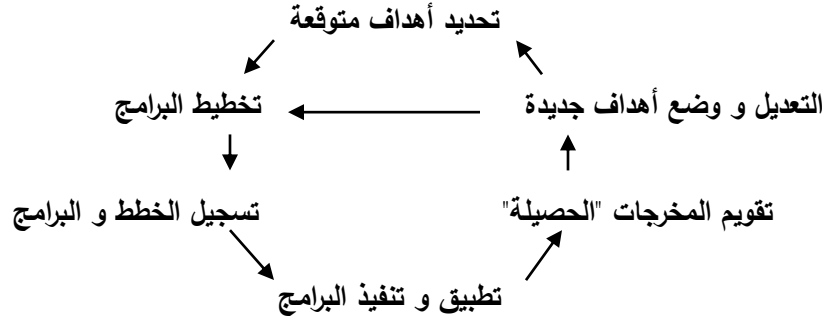 تحديد أهداف متوقعة
التعديل و وضع أهداف جديدة
تخطيط البرامج
تقويم المخرجات "الحصيلة"
تسجيل الخطط و البرامج
تطبيق و تنفيذ البرامج